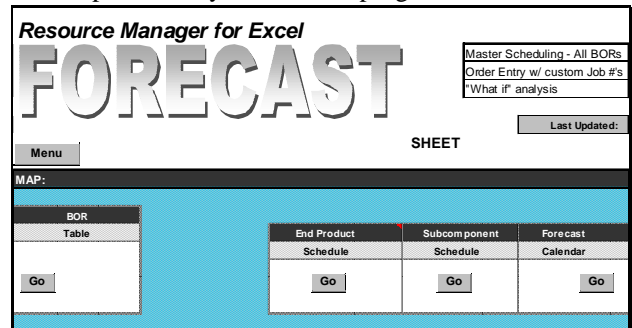 Resource Manager for Excel
FORECAST
Master Scheduling - All BORs
Order Entry w/ custom Job #'s
"What if" analysis
Last Updated:
SHEET
Menu
MAP:
BOR
Table
Go
End Product
Schedule
Go
Subcomponent
Schedule
Go
Forecast
Calendar
Go